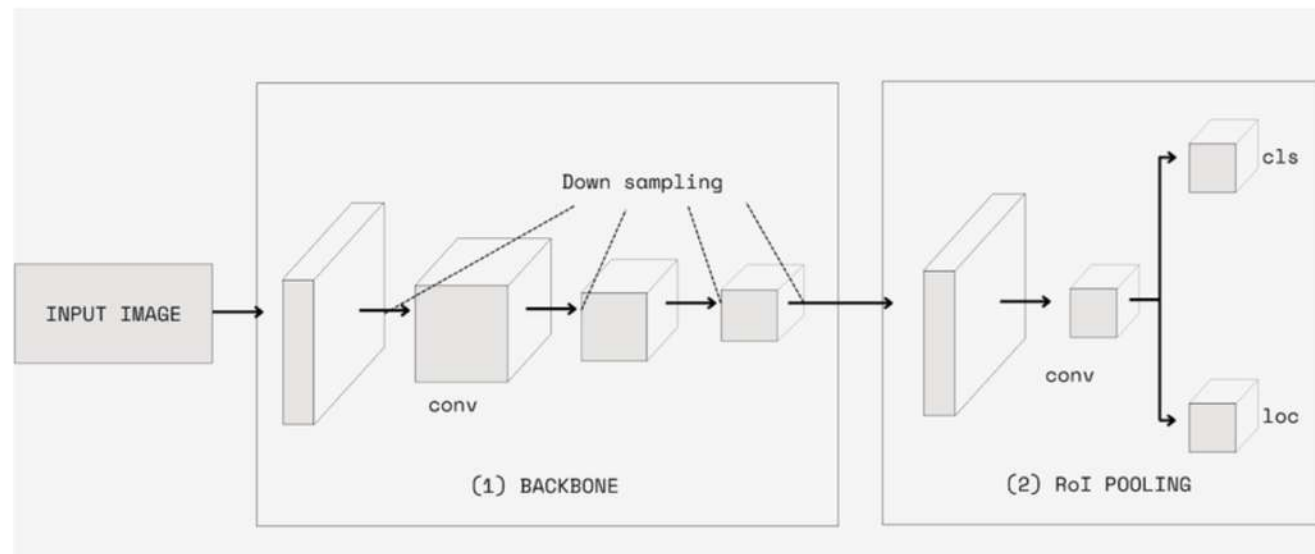 Down sampling
INPUT IMAGE
conv
(1) BACKBONE
cls
conv
loc
(2) RoI POOLING